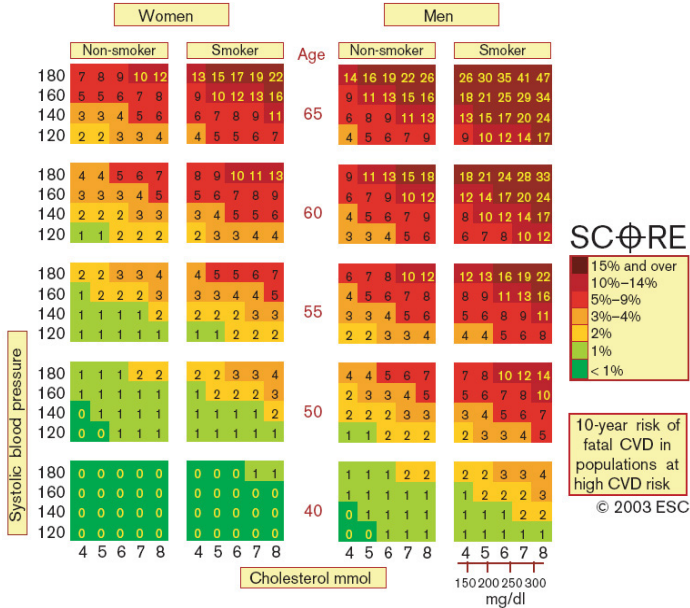 Women Men
Non-smoker Smoker Age Non-smoker Smoker
180 7 8 9 10 12 13 15 17 19 22 14 16 19 22 26 26 30 35 41 47
160 5 5 6 7 8 9 10 12 13 16 9 11 13 15 16 18 21 25 29 34
140 3 3 4 5 6 6 7 8 9 11 65 6 8 9 11 13 13 15 17 20 24
120 2 2 3 3 4 4 5 5 6 7 4 5 6 7 9 9 10 12 14 17
180 4 4 5 6 7 8 9 10 11 13 9 11 13 15 18 18 21 24 28 33
160 3 3 3 4 5 5 6 7 8 9 6 7 9 10 12 12 14 17 20 24
140 2 2 2 3 3 3 4 5 5 6 60 4 5 6 7 9 8 10 12 14 17
120 1 1 2 2 2 2 3 3 4 4 3 3 4 5 6 6 7 8 10 12
SCORE
15% and over
10%–14%
5%–9%
3%–4%
2%
1%
< 1%
180 2 2 3 3 4 4 5 5 6 7 6 7 8 10 12 12 13 16 19 22
160 1 2 2 2 3 3 3 4 4 5 4 5 6 7 8 8 9 11 13 16
140 1 1 1 1 2 2 2 2 3 3 55 3 4 4 5 6 5 6 8 9 11
120 1 1 1 1 1 1 1 2 2 2 2 2 3 3 4 4 4 5 6 8
180 1 1 1 2 2 2 2 3 3 4 4 4 5 6 7 7 8 10 12 14
160 1 1 1 1 1 1 2 2 2 3 2 3 3 4 5 5 6 7 8 10
140 0 1 1 1 1 1 1 1 1 2 50 2 2 2 3 3 3 4 5 6 7
120 0 0 1 1 1 1 1 1 1 1 1 1 2 2 2 2 3 3 4 5
10-year risk of
fatal CVD in
populations at
high CVD risk
© 2003 ESC
180 0 0 0 0 0 0 0 0 1 1 1 1 1 2 2 2 2 3 3 4
160 0 0 0 0 0 0 0 0 0 0 1 1 1 1 1 1 2 2 2 3
140 0 0 0 0 0 0 0 0 0 0 40 0 1 1 1 1 1 1 1 2 2
120 0 0 0 0 0 0 0 0 0 0 0 0 1 1 1 1 1 1 1 1
4 5 6 7 8 4 5 6 7 8 4 5 6 7 8 4 5 6 7 8
Systolic blood pressure
Cholesterol mmol
150 200 250 300
mg/dl